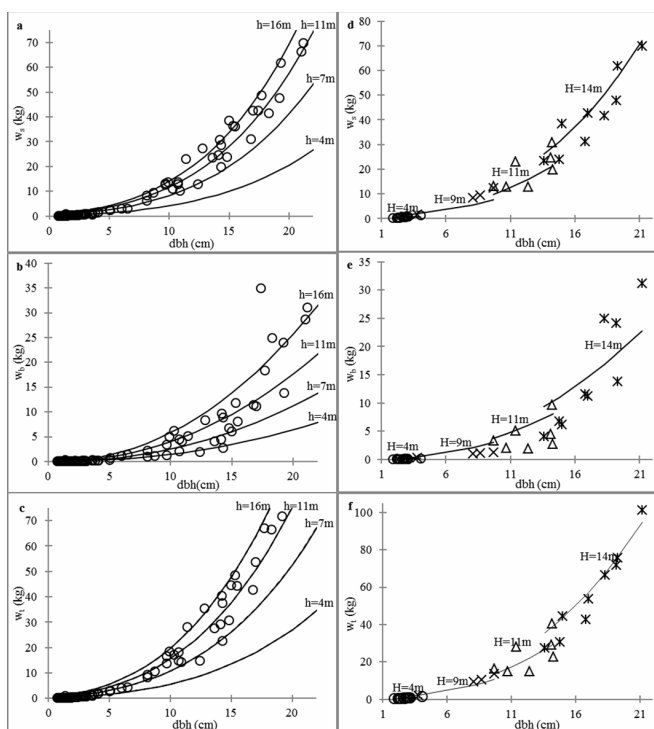 a
h=16m
h=11m
h=7m
h=4m
70
60
50
40
30
20
10
0
ws (kg)
0
5
10
15
20
dbh (cm)
d
H=14m
H=11m
H=9m
H=4m
70
60
50
40
30
20
10
0
ws (kg)
1
6
11
16
21
dbh (cm)
b
h=16m
h=11m
h=7m
h=4m
40
35
30
25
20
15
10
5
0
wb (kg)
0
5
10
15
20
dbh(cm)
e
H=14m
H=11m
H=9m
H=4m
35
30
25
20
15
10
5
0
wb (kg)
1
6
11
16
21
dbh (cm)
c
h=16m
h=11m
h=7m
h=4m
70
60
50
40
30
20
10
0
wt (kg)
0
5
10
15
20
dbh (cm)
f
H=14m
H=11m
H=9m
H=4m
100
80
60
40
20
0
wt (kg)
1
6
11
16
21
dbh (cm)